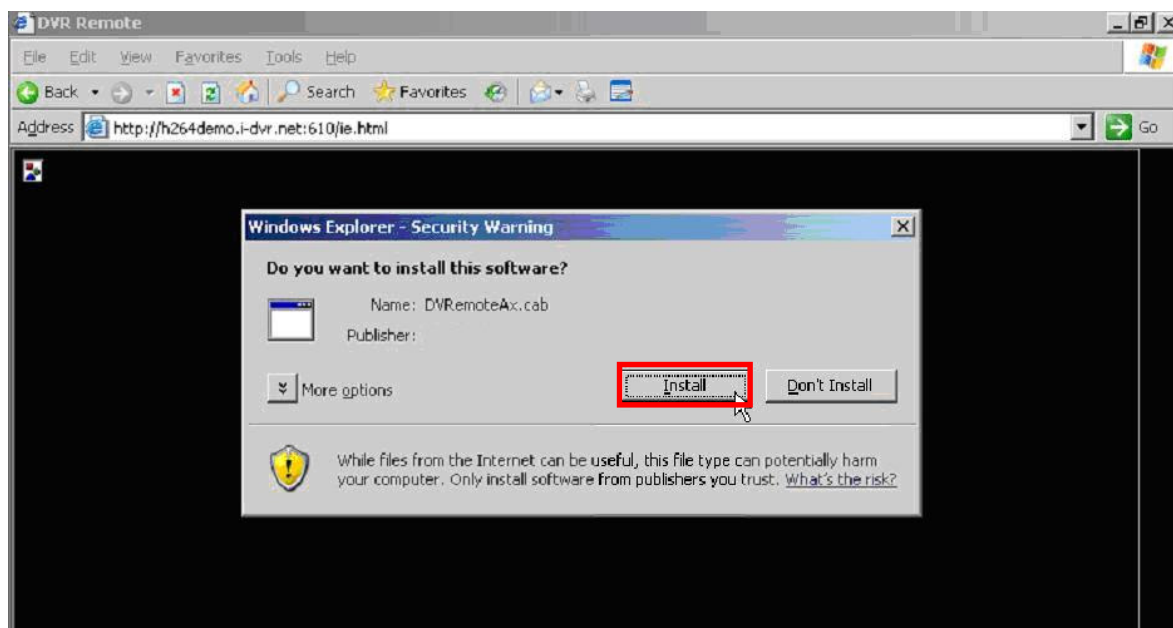 DVR Remote
File Edit View Favorites Tools Help
Back Search Favorites
Address http://h264demo.i-dvr.net:610/ie.html Go
Windows Explorer - Security Warning
Do you want to install this software?
Name: DVRemoteAx.cab
Publisher:
More options Install Don't Install
While files from the Internet can be useful, this file type can potentially harm
your computer. Only install software from publishers you trust. What's the risk?